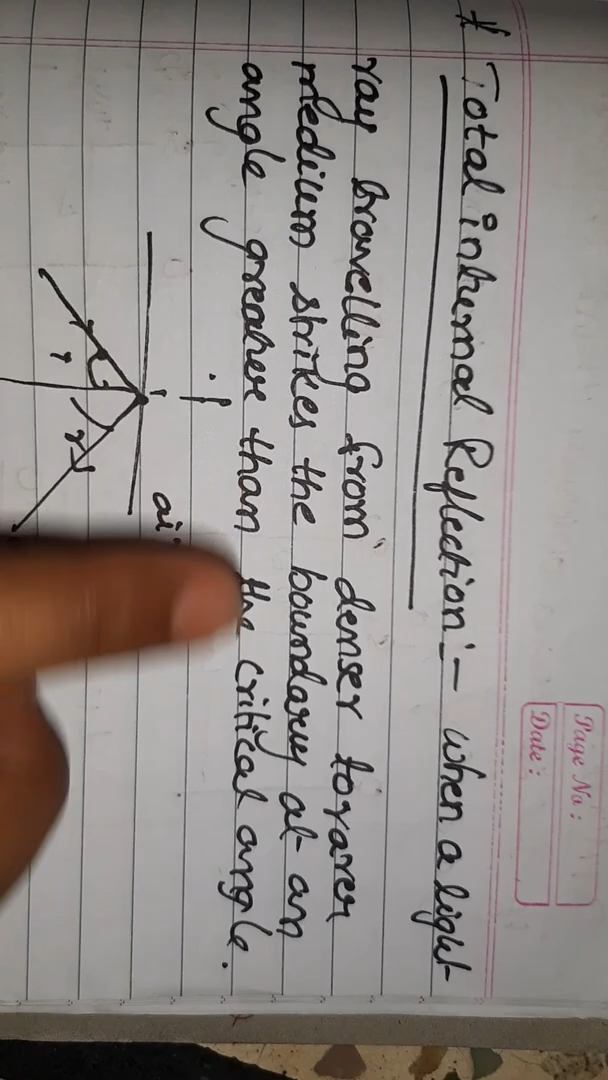 Page No:
Date:
# Total internal Reflection:- when a light
ray travelling from denser to rarer
medium strikes the boundary at an
angle greater than the critical angle.
i r